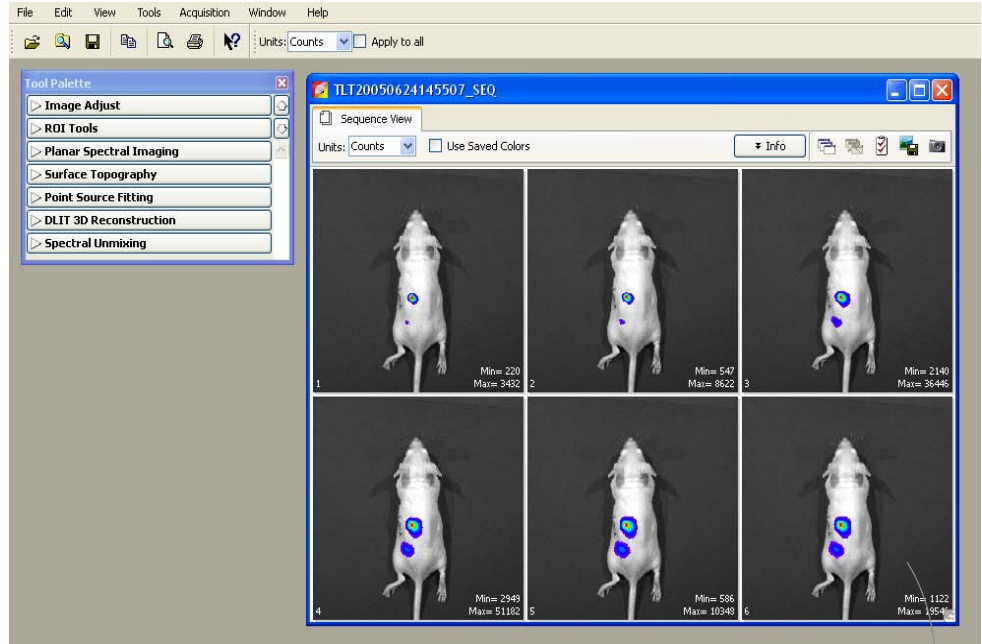 File Edit View Tools Acquisition Window Help
Units: Counts Apply to all
Tool Palette
Image Adjust
ROI Tools
Planar Spectral Imaging
Surface Topography
Point Source Fitting
DLIT 3D Reconstruction
Spectral Unmixing
TLT20050624145507_SEQ
Sequence View
Units: Counts Use Saved Colors Info
Min= 220
1 Max= 3432
Min= 547
2 Max= 8622
Min= 2140
3 Max= 36446
Min= 2949
4 Max= 51182
Min= 586
5 Max= 10348
Min= 1122
6